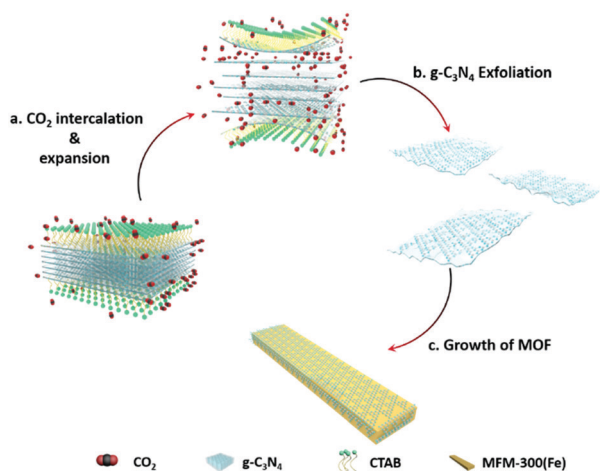 a. CO₂ intercalation
&
expansion
b. g-C₃N₄ Exfoliation
c. Growth of MOF
CO₂
g-C₃N₄
CTAB
MFM-300(Fe)